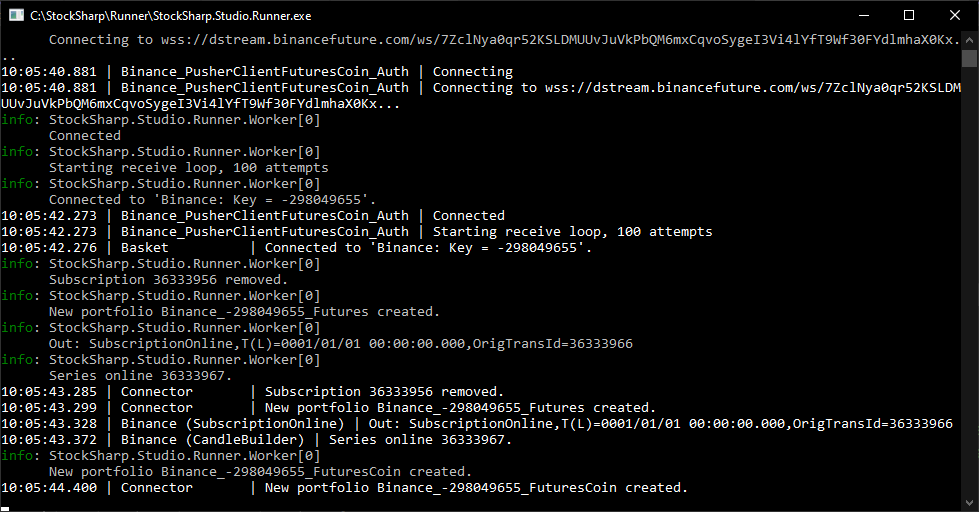 C:\StockSharp\Runner\StockSharp.Studio.Runner.exe
Connecting to wss://dstream.binancefuture.com/ws/7ZclNya0qr52KSLDMUUvJuVkPbQM6mxCqvoSygeI3Vi4lYfT9Wf30FYdlmhaX0Kx.
..
10:05:40.881 | Binance_PusherClientFuturesCoin_Auth | Connecting
10:05:40.881 | Binance_PusherClientFuturesCoin_Auth | Connecting to wss://dstream.binancefuture.com/ws/7ZclNya0qr52KSLDM
UUvJuVkPbQM6mxCqvoSygeI3Vi4lYfT9Wf30FYdlmhaX0Kx...
info: StockSharp.Studio.Runner.Worker[0]
Connected
info: StockSharp.Studio.Runner.Worker[0]
Starting receive loop, 100 attempts
info: StockSharp.Studio.Runner.Worker[0]
Connected to 'Binance: Key = -298049655'.
10:05:42.273 | Binance_PusherClientFuturesCoin_Auth | Connected
10:05:42.273 | Binance_PusherClientFuturesCoin_Auth | Starting receive loop, 100 attempts
10:05:42.276 | Basket | Connected to 'Binance: Key = -298049655'.
info: StockSharp.Studio.Runner.Worker[0]
Subscription 36333956 removed.
info: StockSharp.Studio.Runner.Worker[0]
New portfolio Binance_-298049655_Futures created.
info: StockSharp.Studio.Runner.Worker[0]
Out: SubscriptionOnline,T(L)=0001/01/01 00:00:00.000,OrigTransId=36333966
info: StockSharp.Studio.Runner.Worker[0]
Series online 36333967.
10:05:43.285 | Connector | Subscription 36333956 removed.
10:05:43.299 | Connector | New portfolio Binance_-298049655_Futures created.
10:05:43.328 | Binance (SubscriptionOnline) | Out: SubscriptionOnline,T(L)=0001/01/01 00:00:00.000,OrigTransId=36333966
10:05:43.372 | Binance (CandleBuilder) | Series online 36333967.
info: StockSharp.Studio.Runner.Worker[0]
New portfolio Binance_-298049655_FuturesCoin created.
10:05:44.400 | Connector | New portfolio Binance_-298049655_FuturesCoin created.